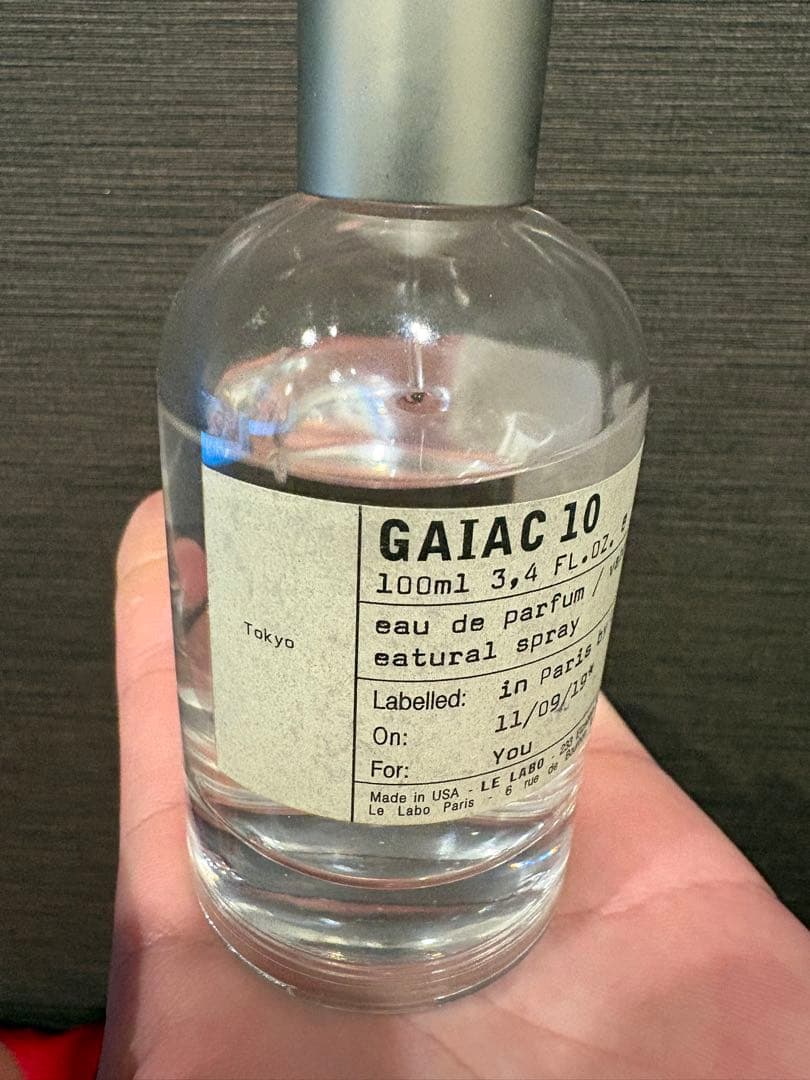 Tokyo
GAIAC 10
100ml 3,4 FL.OZ.
eau de parfum /
eatural spray
Labelled: in Paris by
On: 11/09/19*
For: You
Made in USA - LE LABO -
Le Labo Paris - 6 rue de